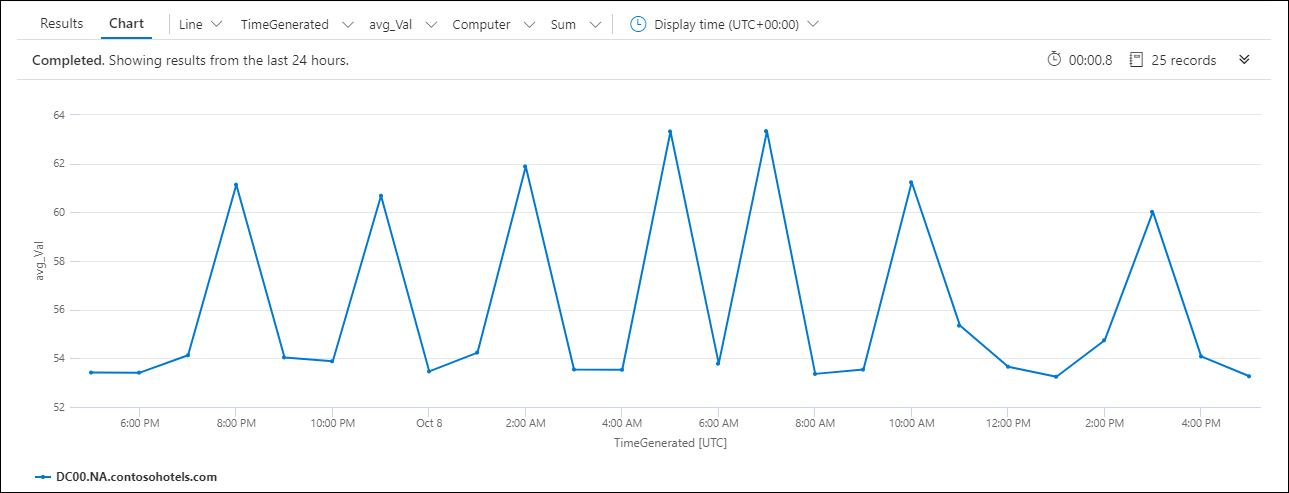 Results Chart Line TimeGenerated avg_Val Computer Sum Display time (UTC+00:00)
Completed. Showing results from the last 24 hours. 00:00.8 25 records
64
62
60
58
56
54
52
avg_Val
6:00 PM 8:00 PM 10:00 PM Oct 8 2:00 AM 4:00 AM 6:00 AM 8:00 AM 10:00 AM 12:00 PM 2:00 PM 4:00 PM
TimeGenerated [UTC]
DC00.NA.contosohotels.com